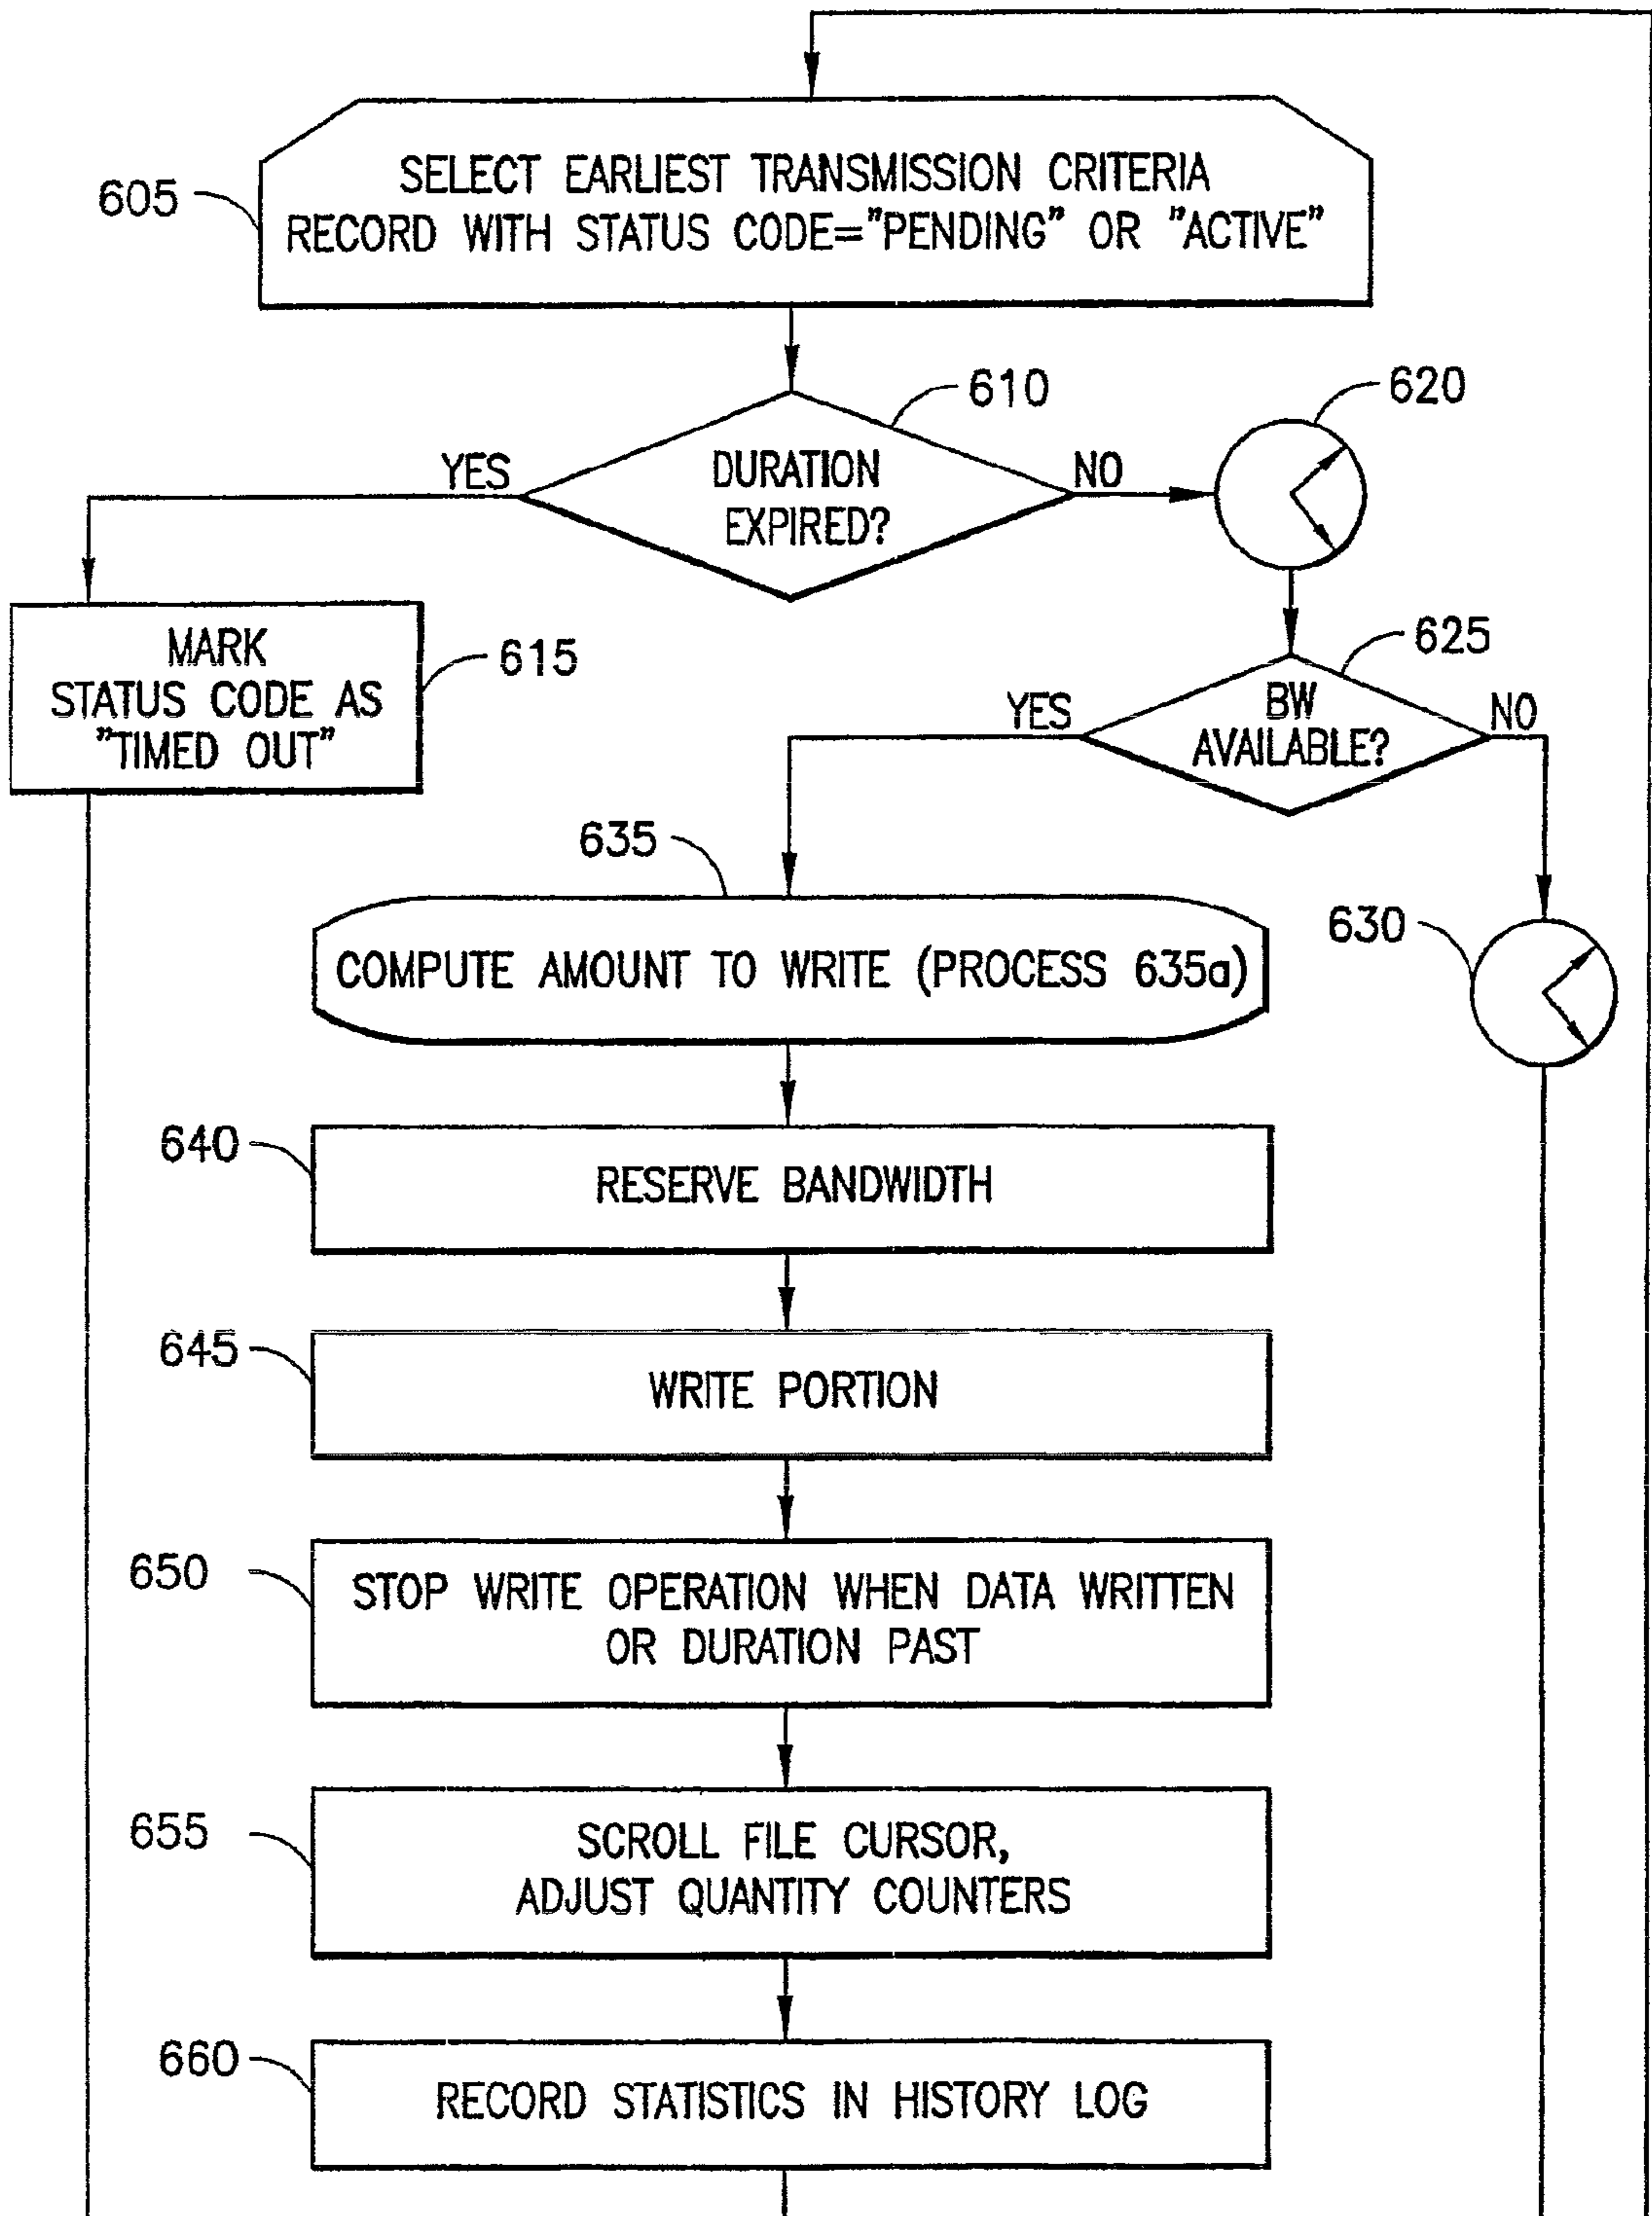 605
SELECT EARLIEST TRANSMISSION CRITERIA
RECORD WITH STATUS CODE="PENDING" OR "ACTIVE"
610
620
YES
DURATION
EXPIRED?
NO
MARK
STATUS CODE AS
"TIMED OUT"
615
625
YES
BW
AVAILABLE?
NO
635
COMPUTE AMOUNT TO WRITE (PROCESS 635a)
630
640
RESERVE BANDWIDTH
645
WRITE PORTION
650
STOP WRITE OPERATION WHEN DATA WRITTEN
OR DURATION PAST
655
SCROLL FILE CURSOR,
ADJUST QUANTITY COUNTERS
660
RECORD STATISTICS IN HISTORY LOG